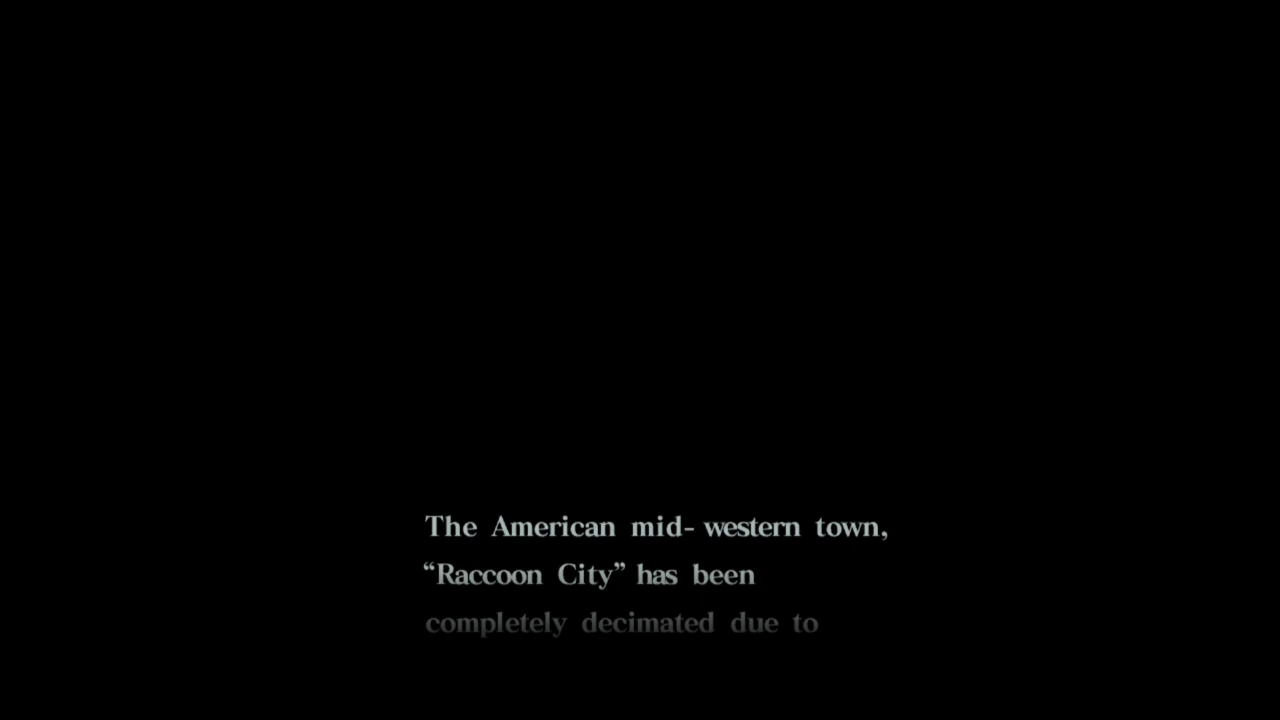 The American mid- western town,
“Raccoon City” has been
completely decimated due to